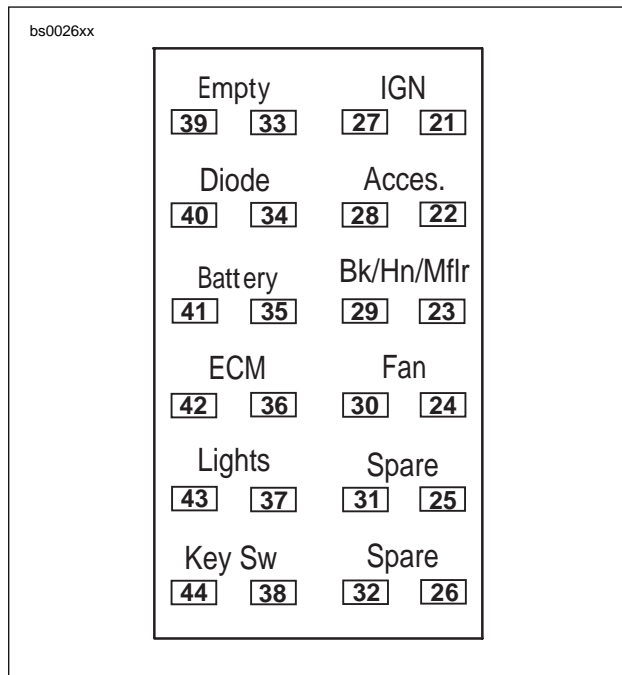 bs0026xx
Empty IGN
39 33 27 21
Diode Acces.
40 34 28 22
Battery Bk/Hn/Mflr
41 35 29 23
ECM Fan
42 36 30 24
Lights Spare
43 37 31 25
Key Sw Spare
44 38 32 26